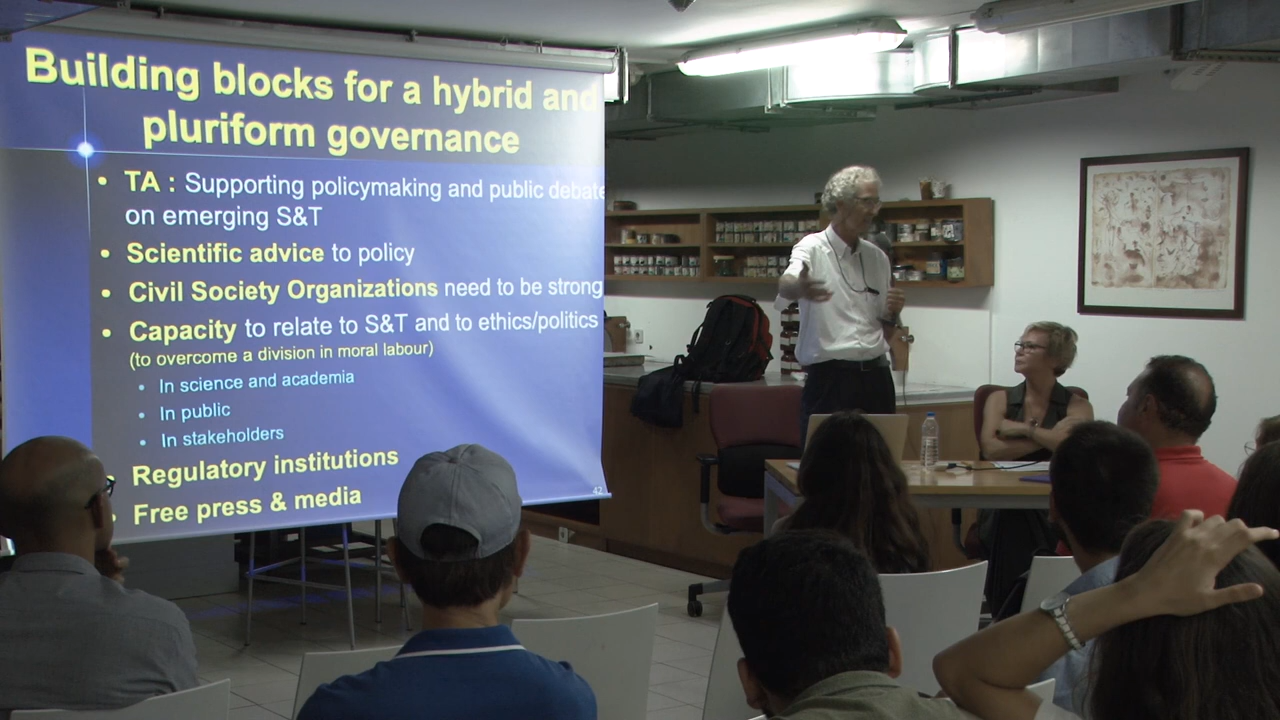 Building blocks for a hybrid and
pluriform governance
• TA : Supporting policymaking and public debate
on emerging S&T
• Scientific advice to policy
• Civil Society Organizations need to be strong
• Capacity to relate to S&T and to ethics/politics
(to overcome a division in moral labour)
• In science and academia
• In public
• In stakeholders
• Regulatory institutions
• Free press & media
42